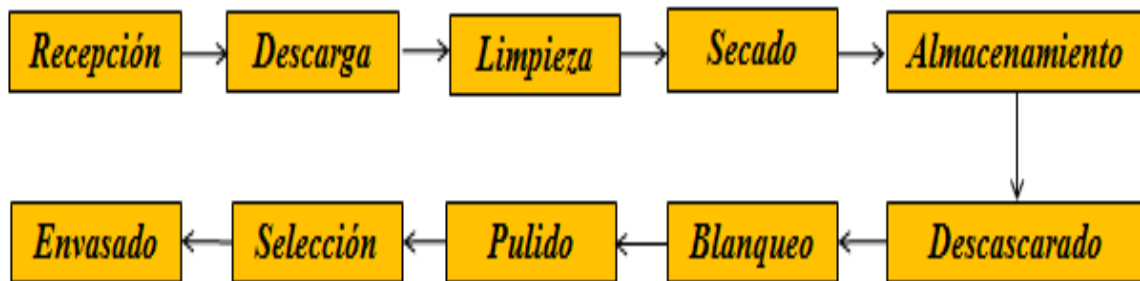 Recepción
Descarga
Limpieza
Secado
Almacenamiento
Descascarado
Blanqueo
Pulido
Selección
Envasado